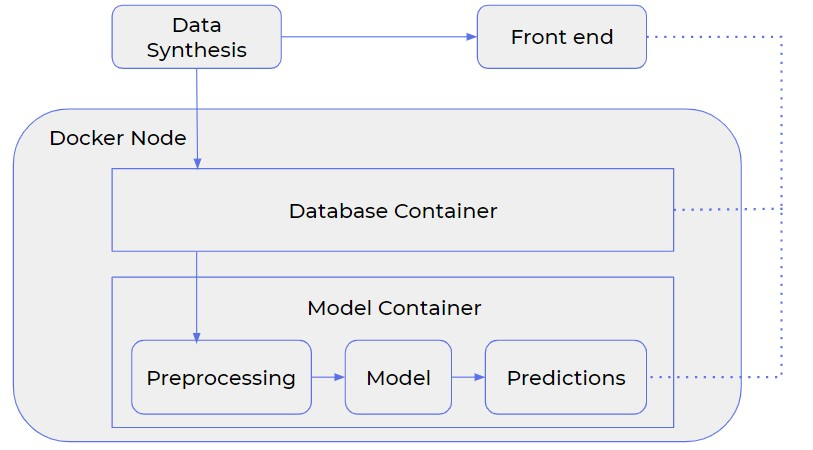 Data
Synthesis
Front end
Docker Node
Database Container
Model Container
Preprocessing
Model
Predictions